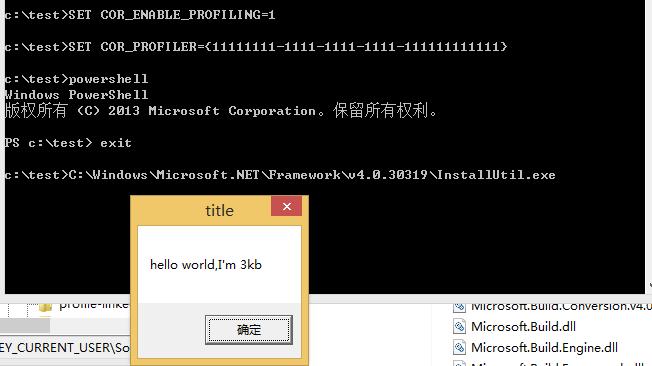 c:\test>SET COR_ENABLE_PROFILING=1
c:\test>SET COR_PROFILER={11111111-1111-1111-1111-111111111111}
c:\test>powershell
Windows PowerShell
版权所有 (C) 2013 Microsoft Corporation。保留所有权利。
PS c:\test> exit
c:\test>C:\Windows\Microsoft.NET\Framework\v4.0.30319\InstallUtil.exe
title
hello world,I'm 3kb
确定
profile-linke
EY_CURRENT_USER\So
Microsoft.Build.Conversion.v4.0
Microsoft.Build.dll
Microsoft.Build.Engine.dll